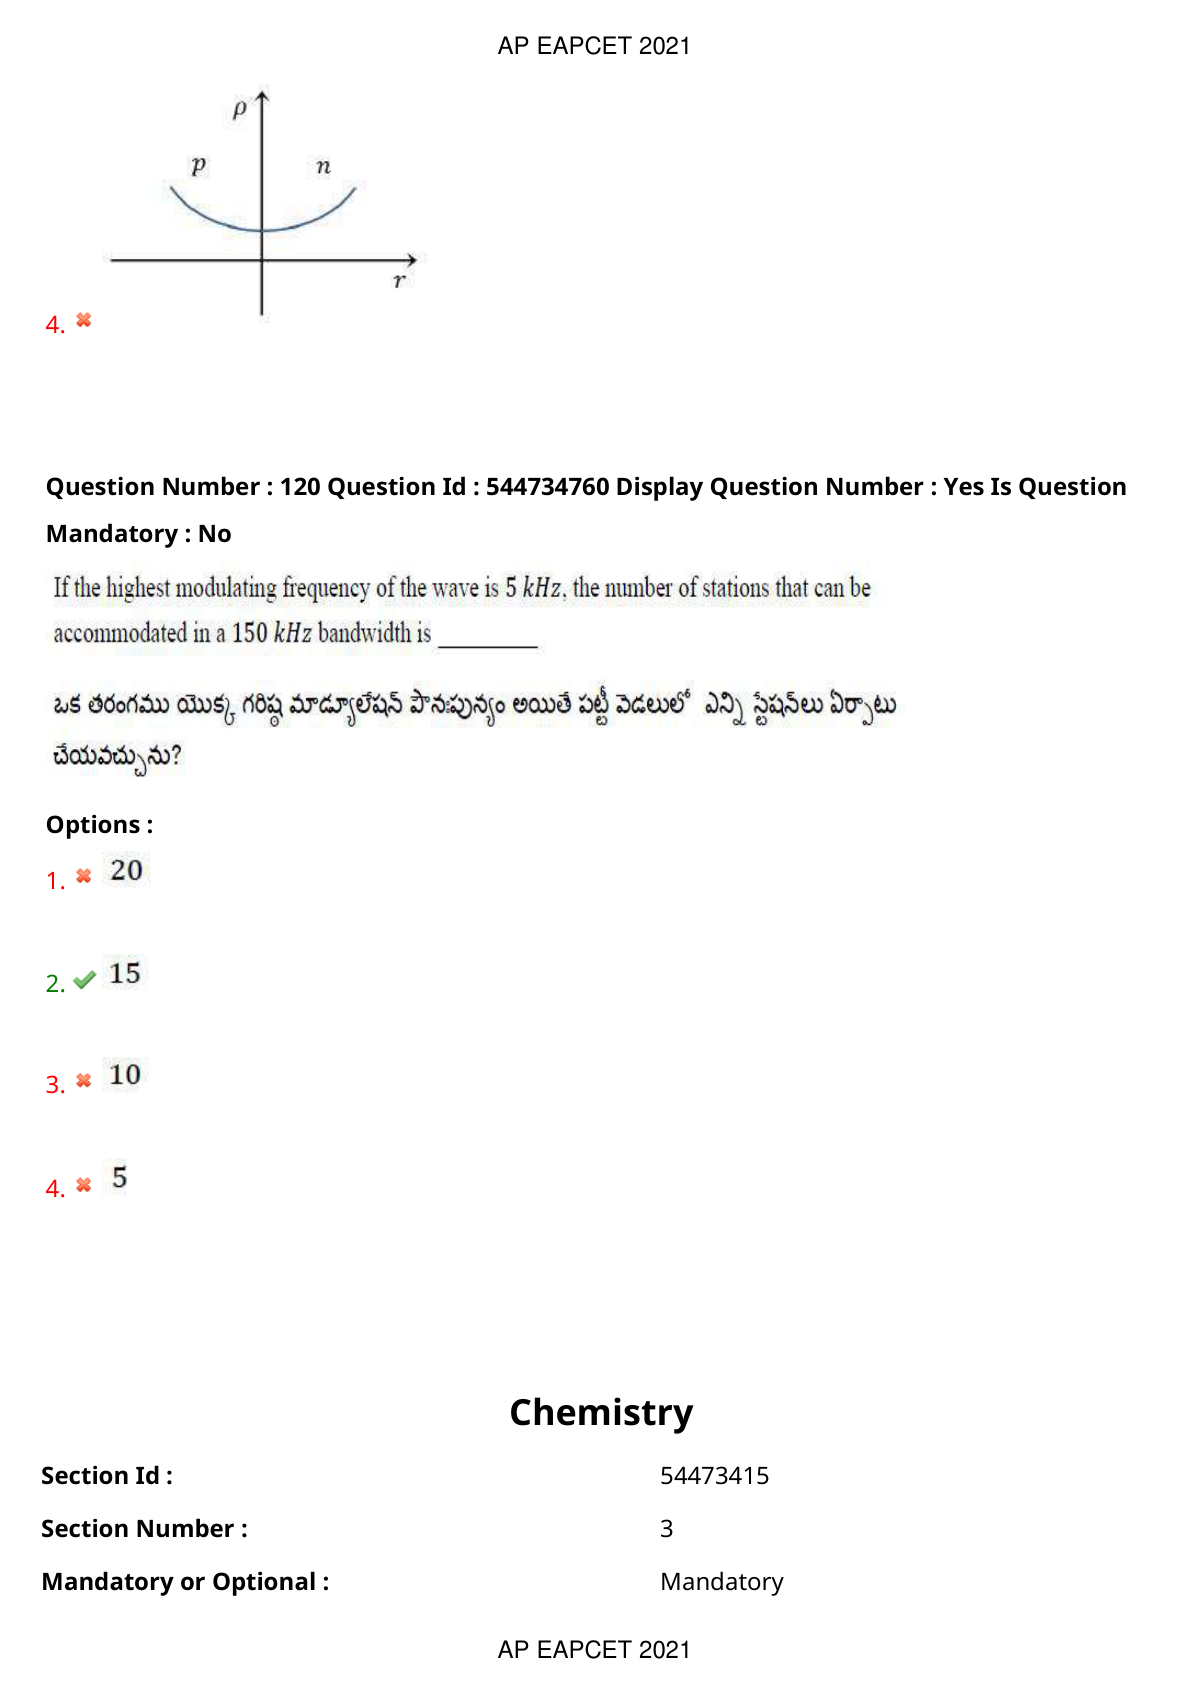 AP EAPCET 2021
ρ
p
n
r
4.
Question Number : 120 Question Id : 544734760 Display Question Number : Yes Is Question
Mandatory : No
If the highest modulating frequency of the wave is 5 kHz, the number of stations that can be
accommodated in a 150 kHz bandwidth is _________
ఒక తరంగము యొక్క గరిష్ఠ మాడ్యూలేషన్ పౌనఃపున్యం అయితే పట్టీ వెడలులో ఎన్ని స్టేషన్‌లు ఏర్పాటు
చేయవచ్చును?
Options :
1. 20
2. 15
3. 10
4. 5
Chemistry
Section Id : 54473415
Section Number : 3
Mandatory or Optional : Mandatory
AP EAPCET 2021